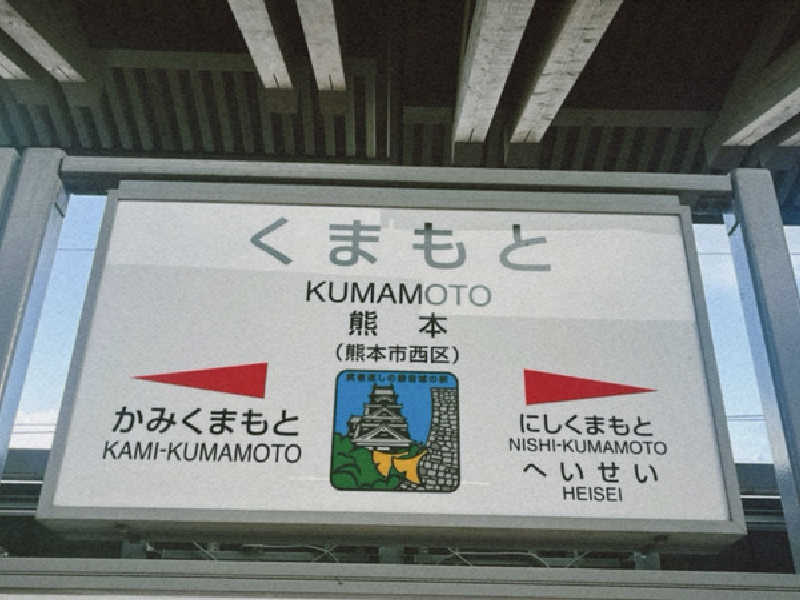 くまもと
KUMAMOTO
熊 本
(熊本市西区)
かみくまもと
KAMI-KUMAMOTO
にしくまもと
NISHI-KUMAMOTO
へいせい
HEISEI